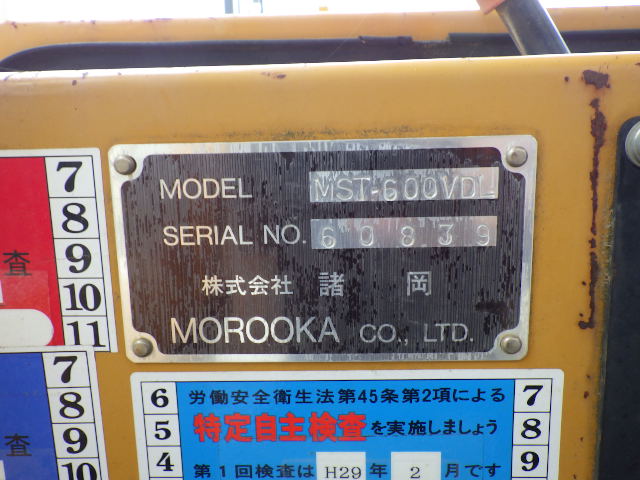 MODEL MST-600VDL
SERIAL NO. 60839
株式会社 諸岡
MOROOKA CO., LTD.
7
8
9
10
11
査
7
8
9
10
査
6
5
4
労働安全衛生法第45条第2項による
特定自主検査を実施しましょう
第1回検査は H29 年 2 月です
7
8
9